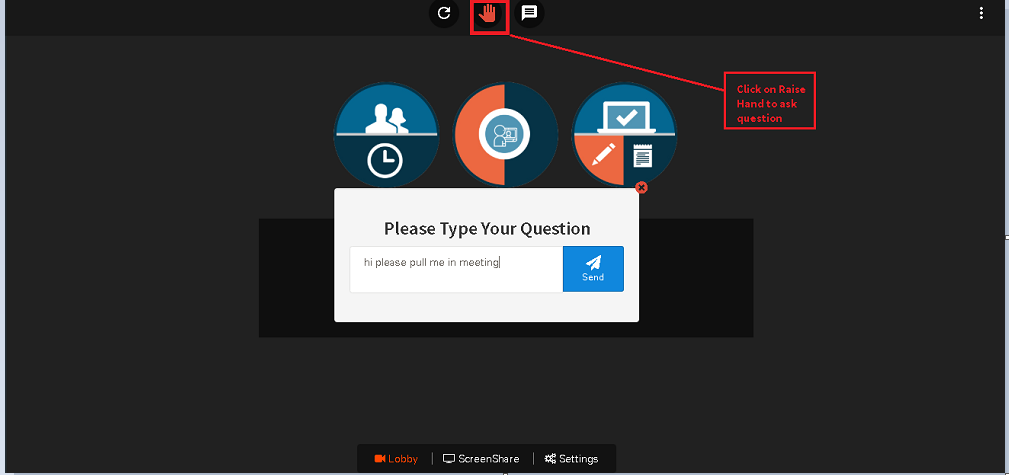 Click on Raise
Hand to ask
question
Please Type Your Question
hi please pull me in meeting
Send
Lobby
ScreenShare
Settings